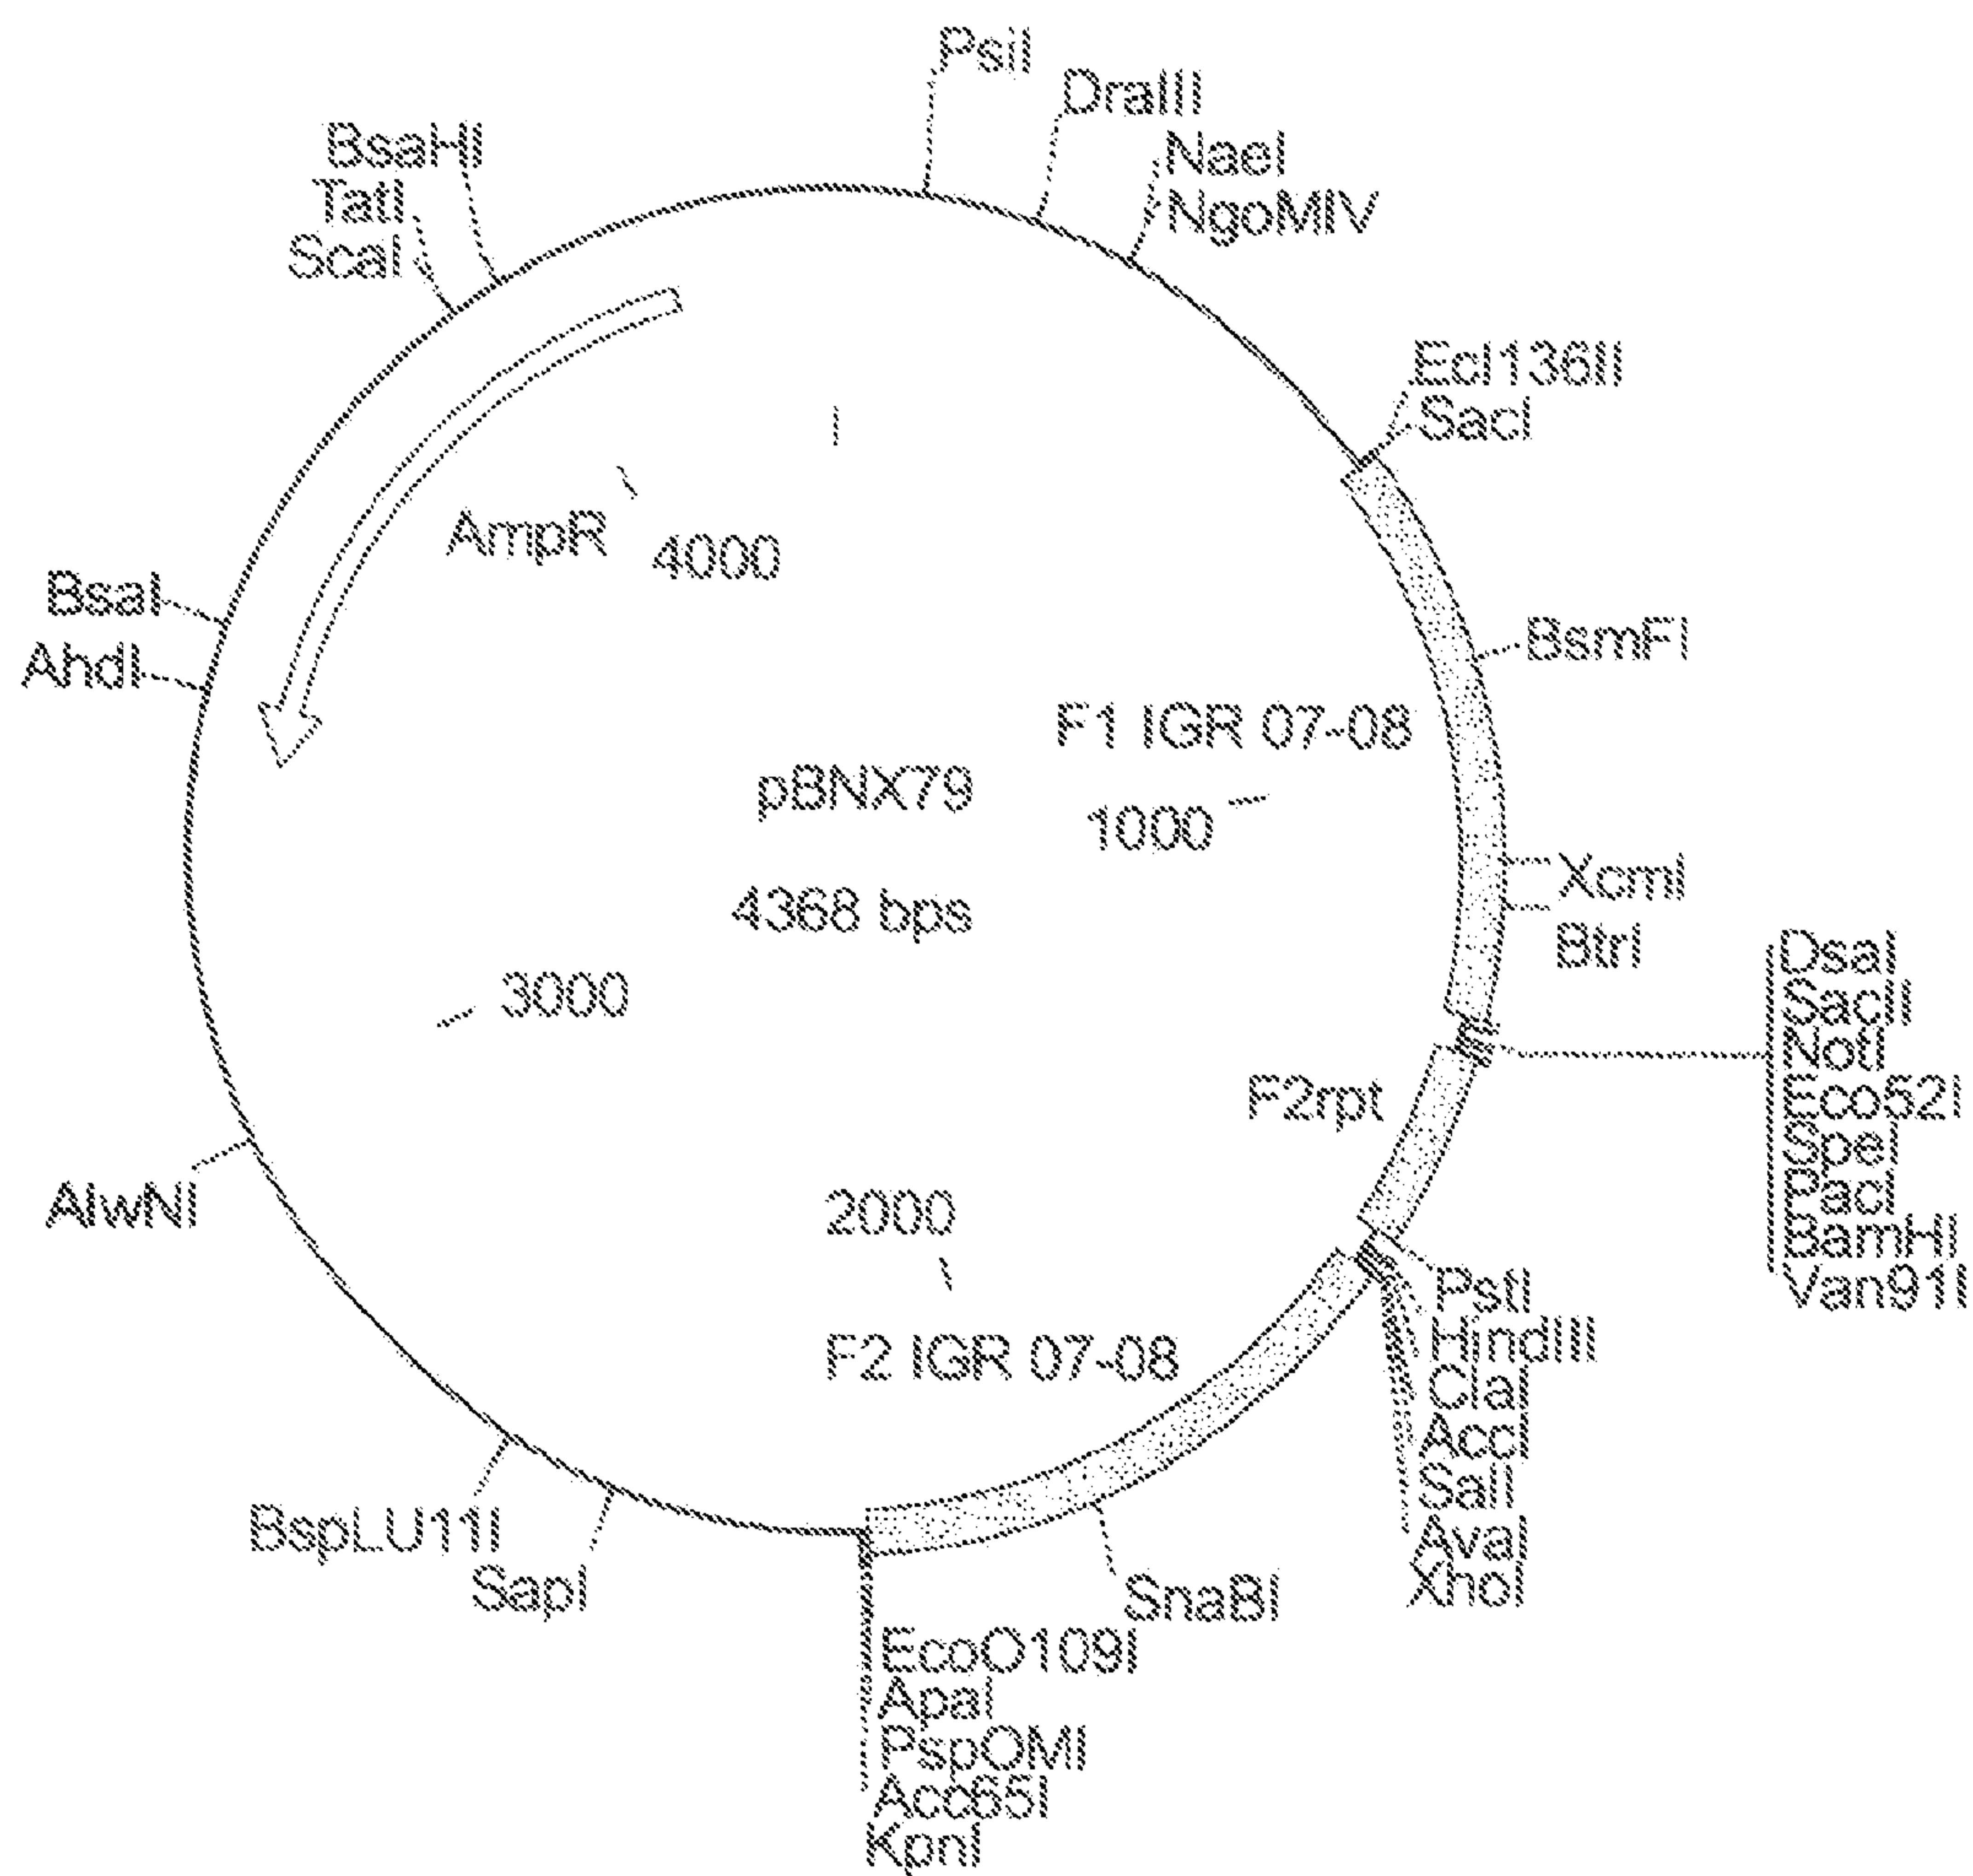 PsiI
DraIII
NaeI
NgoMIV
BsaHI
TatI
ScaI
Ecl136II
SacI
AmpR
4000
BsaI
AhdI
BsmFI
F1 IGR 07-08
pBNX79
1000
4368 bps
XcmI
BtrI
3000
DsaI
SacII
NotI
Eco52I
SpeI
PacI
BamHI
Van91I
F2rpt
AlwNI
2000
PstI
HindIII
ClaI
AccI
SalI
AvaI
XhoI
F2 IGR 07-08
BspLU11I
SapI
SnaBI
EcoO109I
ApaI
PspOMI
Acc65I
KpnI